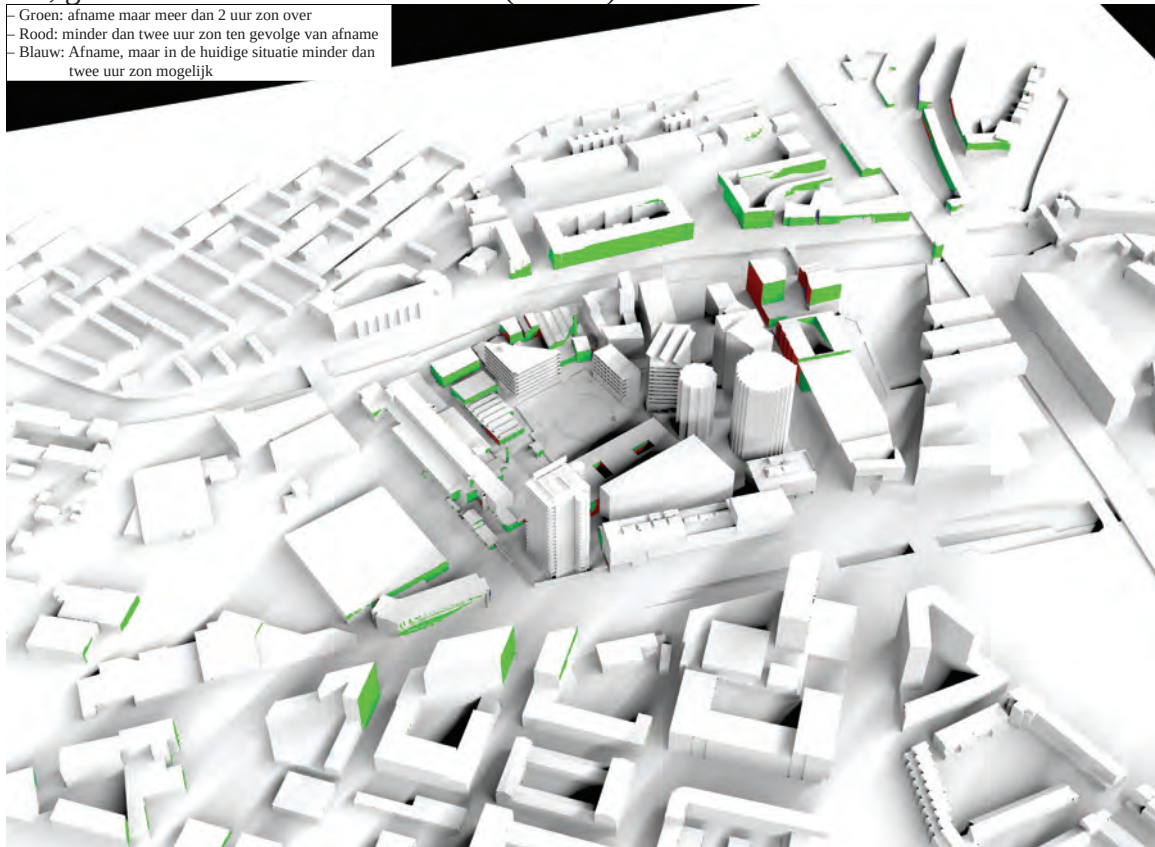 – Groen: afname maar meer dan 2 uur zon over
– Rood: minder dan twee uur zon ten gevolge van afname
– Blauw: Afname, maar in de huidige situatie minder dan
twee uur zon mogelijk